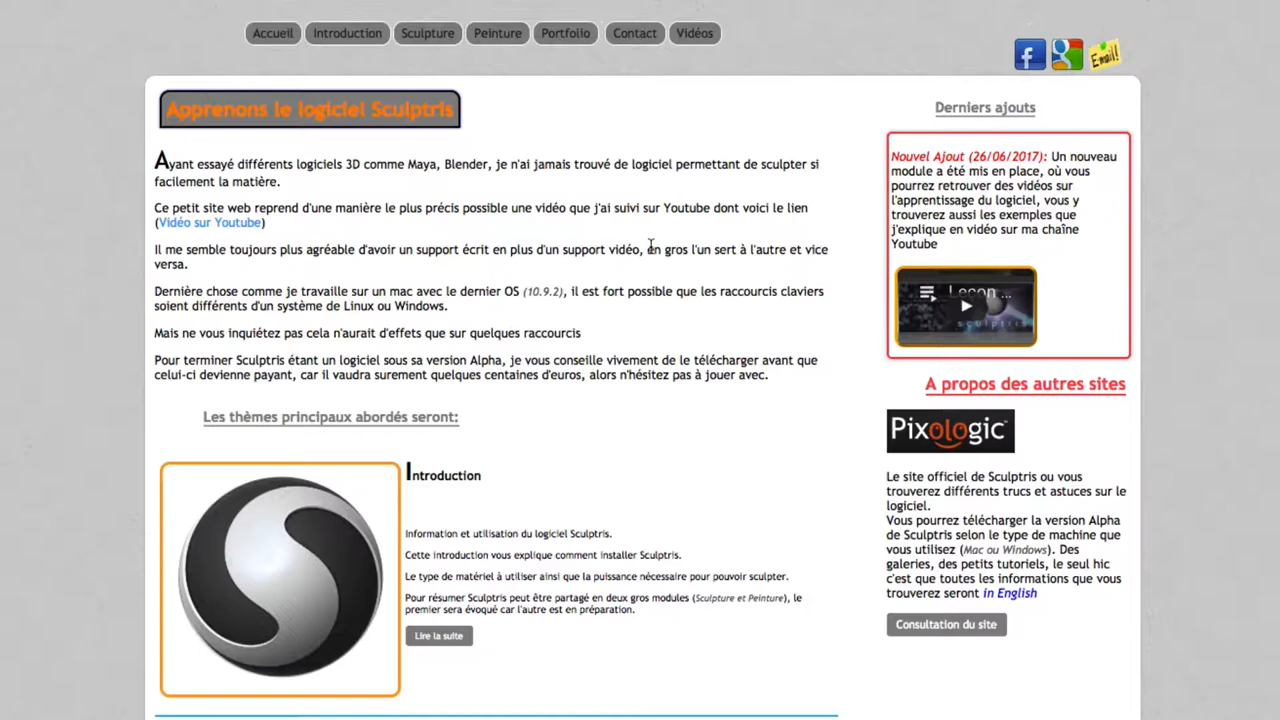 Accueil Introduction Sculpture Peinture Portfolio Contact Vidéos
Email!
Apprenons le logiciel Sculptris
Ayant essayé différents logiciels 3D comme Maya, Blender, je n'ai jamais trouvé de logiciel permettant de sculpter si
facilement la matière.
Ce petit site web reprend d'une manière le plus précis possible une vidéo que j'ai suivi sur Youtube dont voici le lien
(Vidéo sur Youtube)
Il me semble toujours plus agréable d'avoir un support écrit en plus d'un support vidéo, en gros l'un sert à l'autre et vice
versa.
Dernière chose comme je travaille sur un mac avec le dernier OS (10.9.2), il est fort possible que les raccourcis claviers
soient différents d'un système de Linux ou Windows.
Mais ne vous inquiétez pas cela n'aurait d'effets que sur quelques raccourcis
Pour terminer Sculptris étant un logiciel sous sa version Alpha, je vous conseille vivement de le télécharger avant que
celui-ci devienne payant, car il vaudra surement quelques centaines d'euros, alors n'hésitez pas à jouer avec.
Les thèmes principaux abordés seront:
Introduction
Information et utilisation du logiciel Sculptris.
Cette introduction vous explique comment installer Sculptris.
Le type de matériel à utiliser ainsi que la puissance nécessaire pour pouvoir sculpter.
Pour résumer Sculptris peut être partagé en deux gros modules (Sculpture et Peinture), le
premier sera évoqué car l'autre est en préparation.
Lire la suite
Derniers ajouts
Nouvel Ajout (26/06/2017): Un nouveau
module a été mis en place, où vous
pourrez retrouver des vidéos sur
l'apprentissage du logiciel, vous y
trouverez aussi les exemples que
j'explique en vidéo sur ma chaîne
Youtube
Leçon ...
sculptris
A propos des autres sites
Pixologic
Le site officiel de Sculptris ou vous
trouverez différents trucs et astuces sur le
logiciel.
Vous pourrez télécharger la version Alpha
de Sculptris selon le type de machine que
vous utilisez (Mac ou Windows). Des
galeries, des petits tutoriels, le seul hic
c'est que toutes les informations que vous
trouverez seront in English
Consultation du site